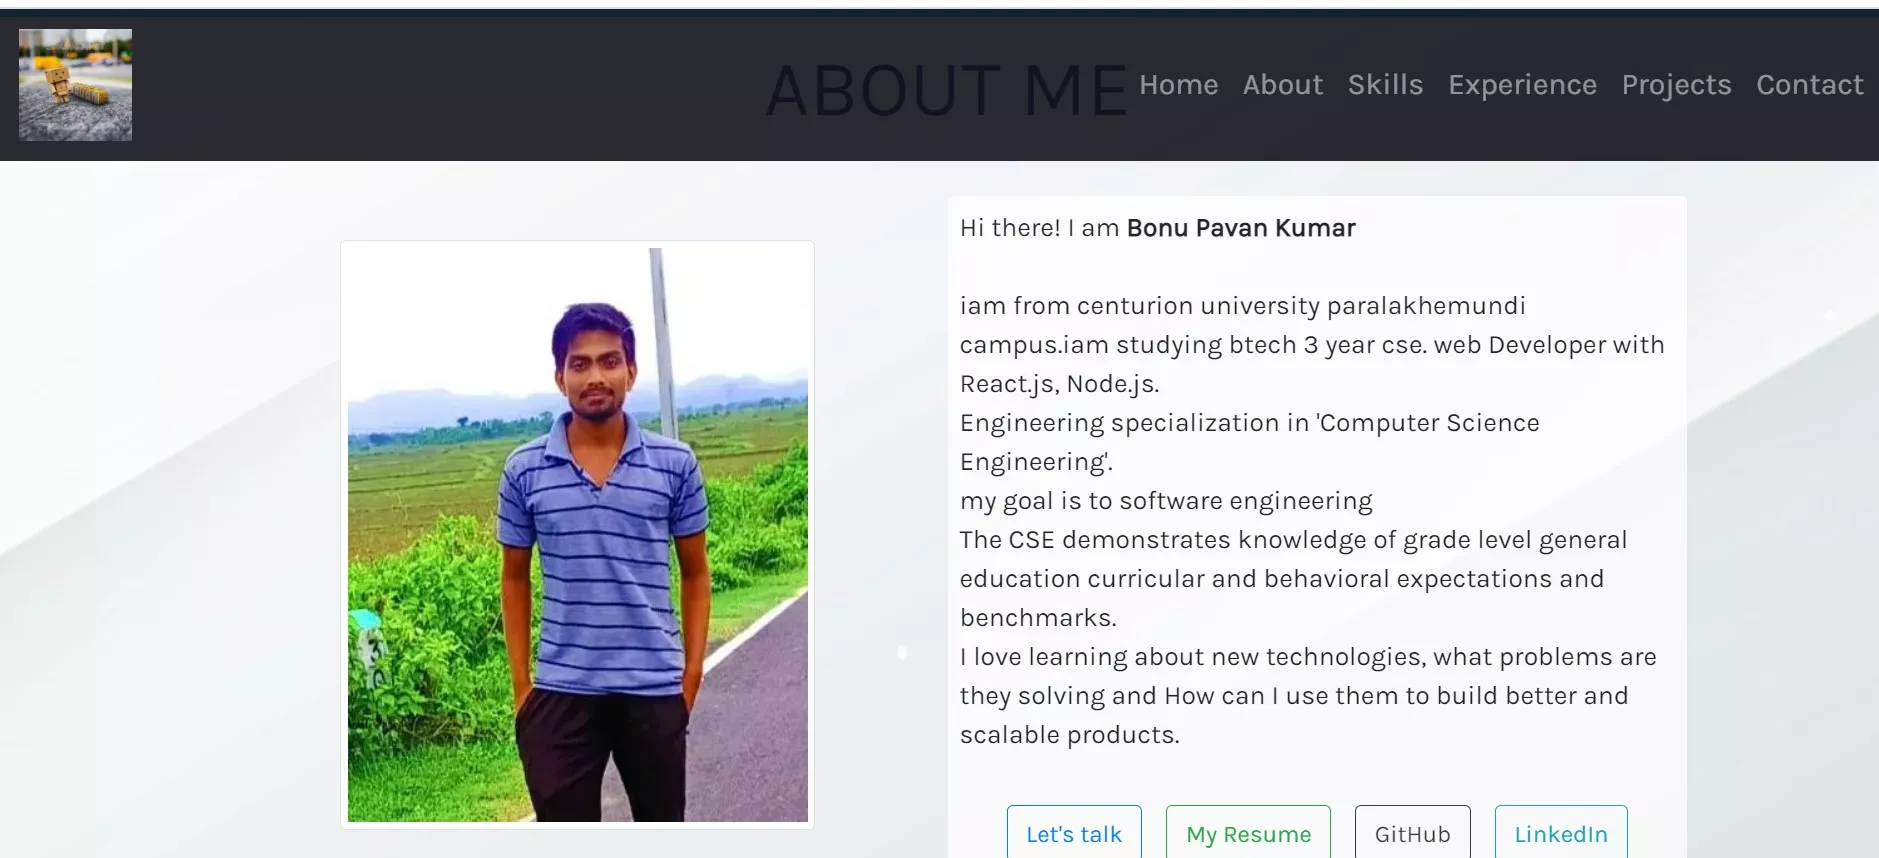 ABOUT ME
Home About Skills Experience Projects Contact
Hi there! I am Bonu Pavan Kumar
iam from centurion university paralakhemundi
campus.iam studying btech 3 year cse. web Developer with
React.js, Node.js.
Engineering specialization in 'Computer Science
Engineering'.
my goal is to software engineering
The CSE demonstrates knowledge of grade level general
education curricular and behavioral expectations and
benchmarks.
I love learning about new technologies, what problems are
they solving and How can I use them to build better and
scalable products.
Let's talk My Resume GitHub LinkedIn